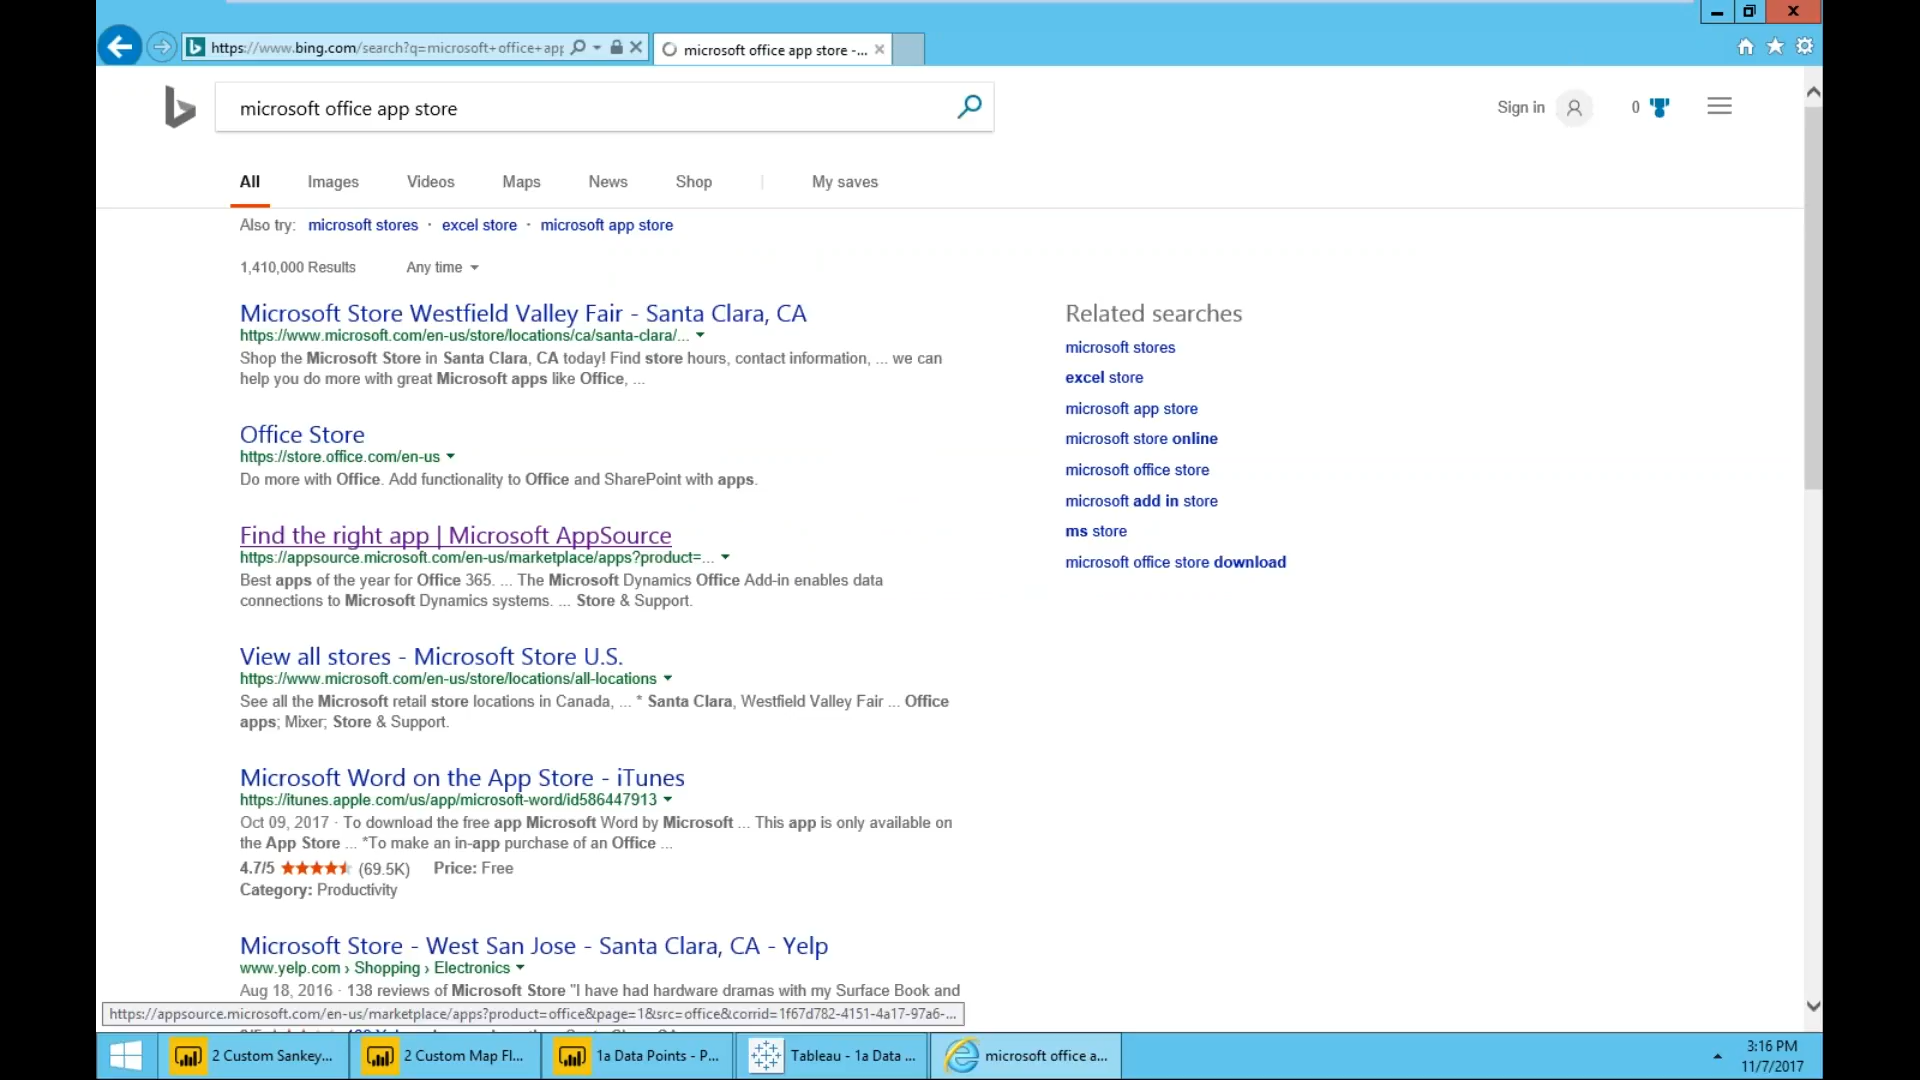 https://www.bing.com/search?q=microsoft+office+app
microsoft office app store -...
microsoft office app store
Sign in
0
All
Images
Videos
Maps
News
Shop
My saves
Also try: microsoft stores · excel store · microsoft app store
1,410,000 Results
Any time
Microsoft Store Westfield Valley Fair - Santa Clara, CA
https://www.microsoft.com/en-us/store/locations/ca/santa-clara/...
Shop the Microsoft Store in Santa Clara, CA today! Find store hours, contact information, ... we can
help you do more with great Microsoft apps like Office, ...
Office Store
https://store.office.com/en-us
Do more with Office. Add functionality to Office and SharePoint with apps.
Find the right app | Microsoft AppSource
https://appsource.microsoft.com/en-us/marketplace/apps?product=...
Best apps of the year for Office 365. ... The Microsoft Dynamics Office Add-in enables data
connections to Microsoft Dynamics systems. ... Store & Support.
View all stores - Microsoft Store U.S.
https://www.microsoft.com/en-us/store/locations/all-locations
See all the Microsoft retail store locations in Canada, ... * Santa Clara, Westfield Valley Fair ... Office
apps; Mixer; Store & Support.
Microsoft Word on the App Store - iTunes
https://itunes.apple.com/us/app/microsoft-word/id586447913
Oct 09, 2017 · To download the free app Microsoft Word by Microsoft ... This app is only available on
the App Store ... *To make an in-app purchase of an Office ...
4.7/5 (69.5K) Price: Free
Category: Productivity
Microsoft Store - West San Jose - Santa Clara, CA - Yelp
www.yelp.com › Shopping › Electronics
Aug 18, 2016 · 138 reviews of Microsoft Store "I have had hardware dramas with my Surface Book and
Related searches
microsoft stores
excel store
microsoft app store
microsoft store online
microsoft office store
microsoft add in store
ms store
microsoft office store download
https://appsource.microsoft.com/en-us/marketplace/apps?product=office&page=1&src=office&corrid=1f67d782-4151-4a17-97a6-...
2 Custom Sankey...
2 Custom Map Fl...
1a Data Points - P...
Tableau - 1a Data ...
microsoft office a...
3:16 PM
11/7/2017